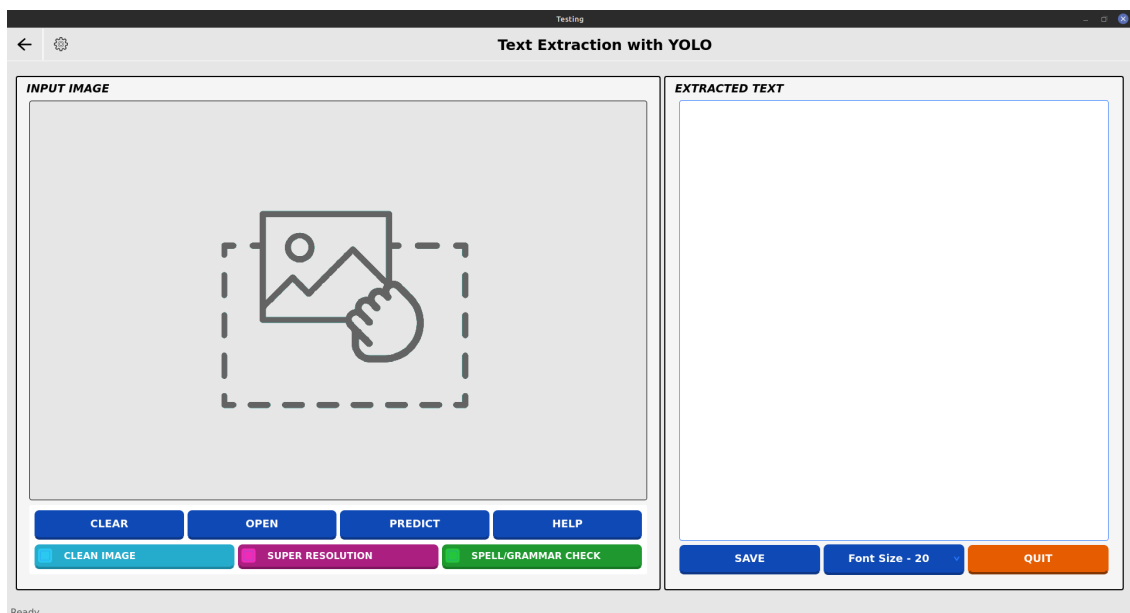 Testing
Text Extraction with YOLO
INPUT IMAGE
EXTRACTED TEXT
CLEAR
OPEN
PREDICT
HELP
CLEAN IMAGE
SUPER RESOLUTION
SPELL/GRAMMAR CHECK
SAVE
Font Size - 20
QUIT
Ready